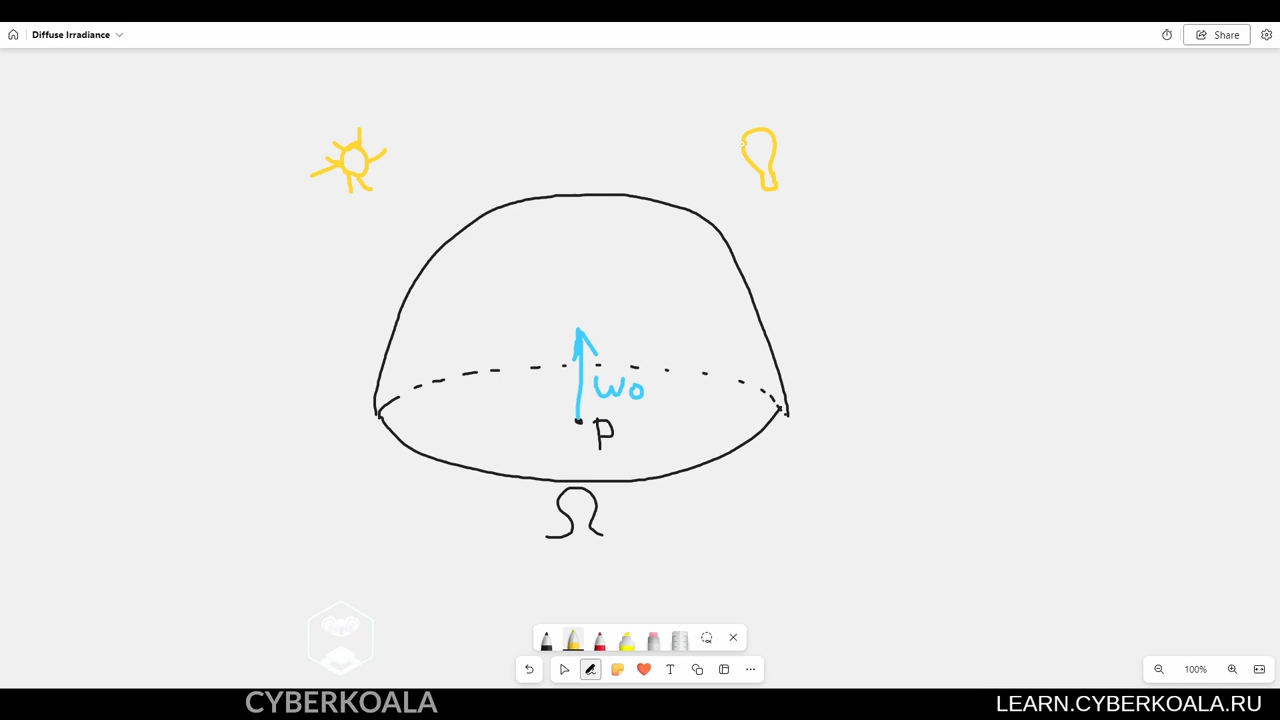 Diffuse Irradiance
Share
wo
P
Ω
100%
CYBERKOALA
LEARN.CYBERKOALA.RU